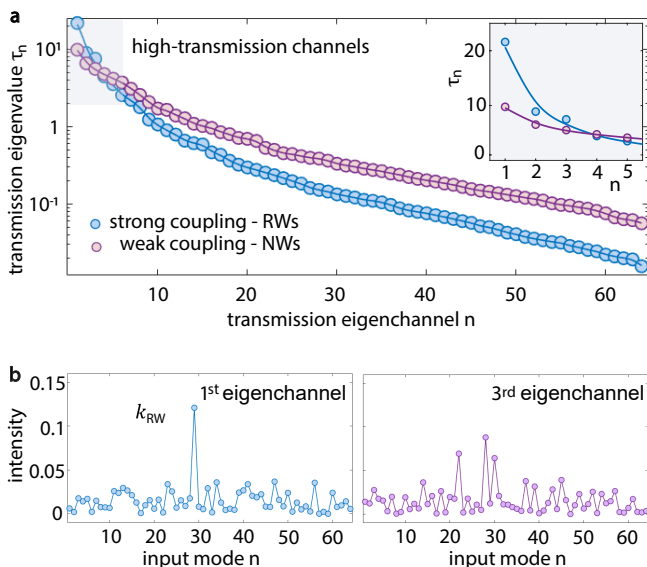 a
high-transmission channels
transmission eigenvalue τn
10¹
1
10⁻¹
strong coupling - RWs
weak coupling - NWs
10 20 30 40 50 60
transmission eigenchannel n
τn
20
10
0
1 2 3 4 5
n
b
intensity
0.15
0.10
0.05
0
kRW
1st eigenchannel
0 10 20 30 40 50 60
input mode n
3rd eigenchannel
0 10 20 30 40 50 60
input mode n